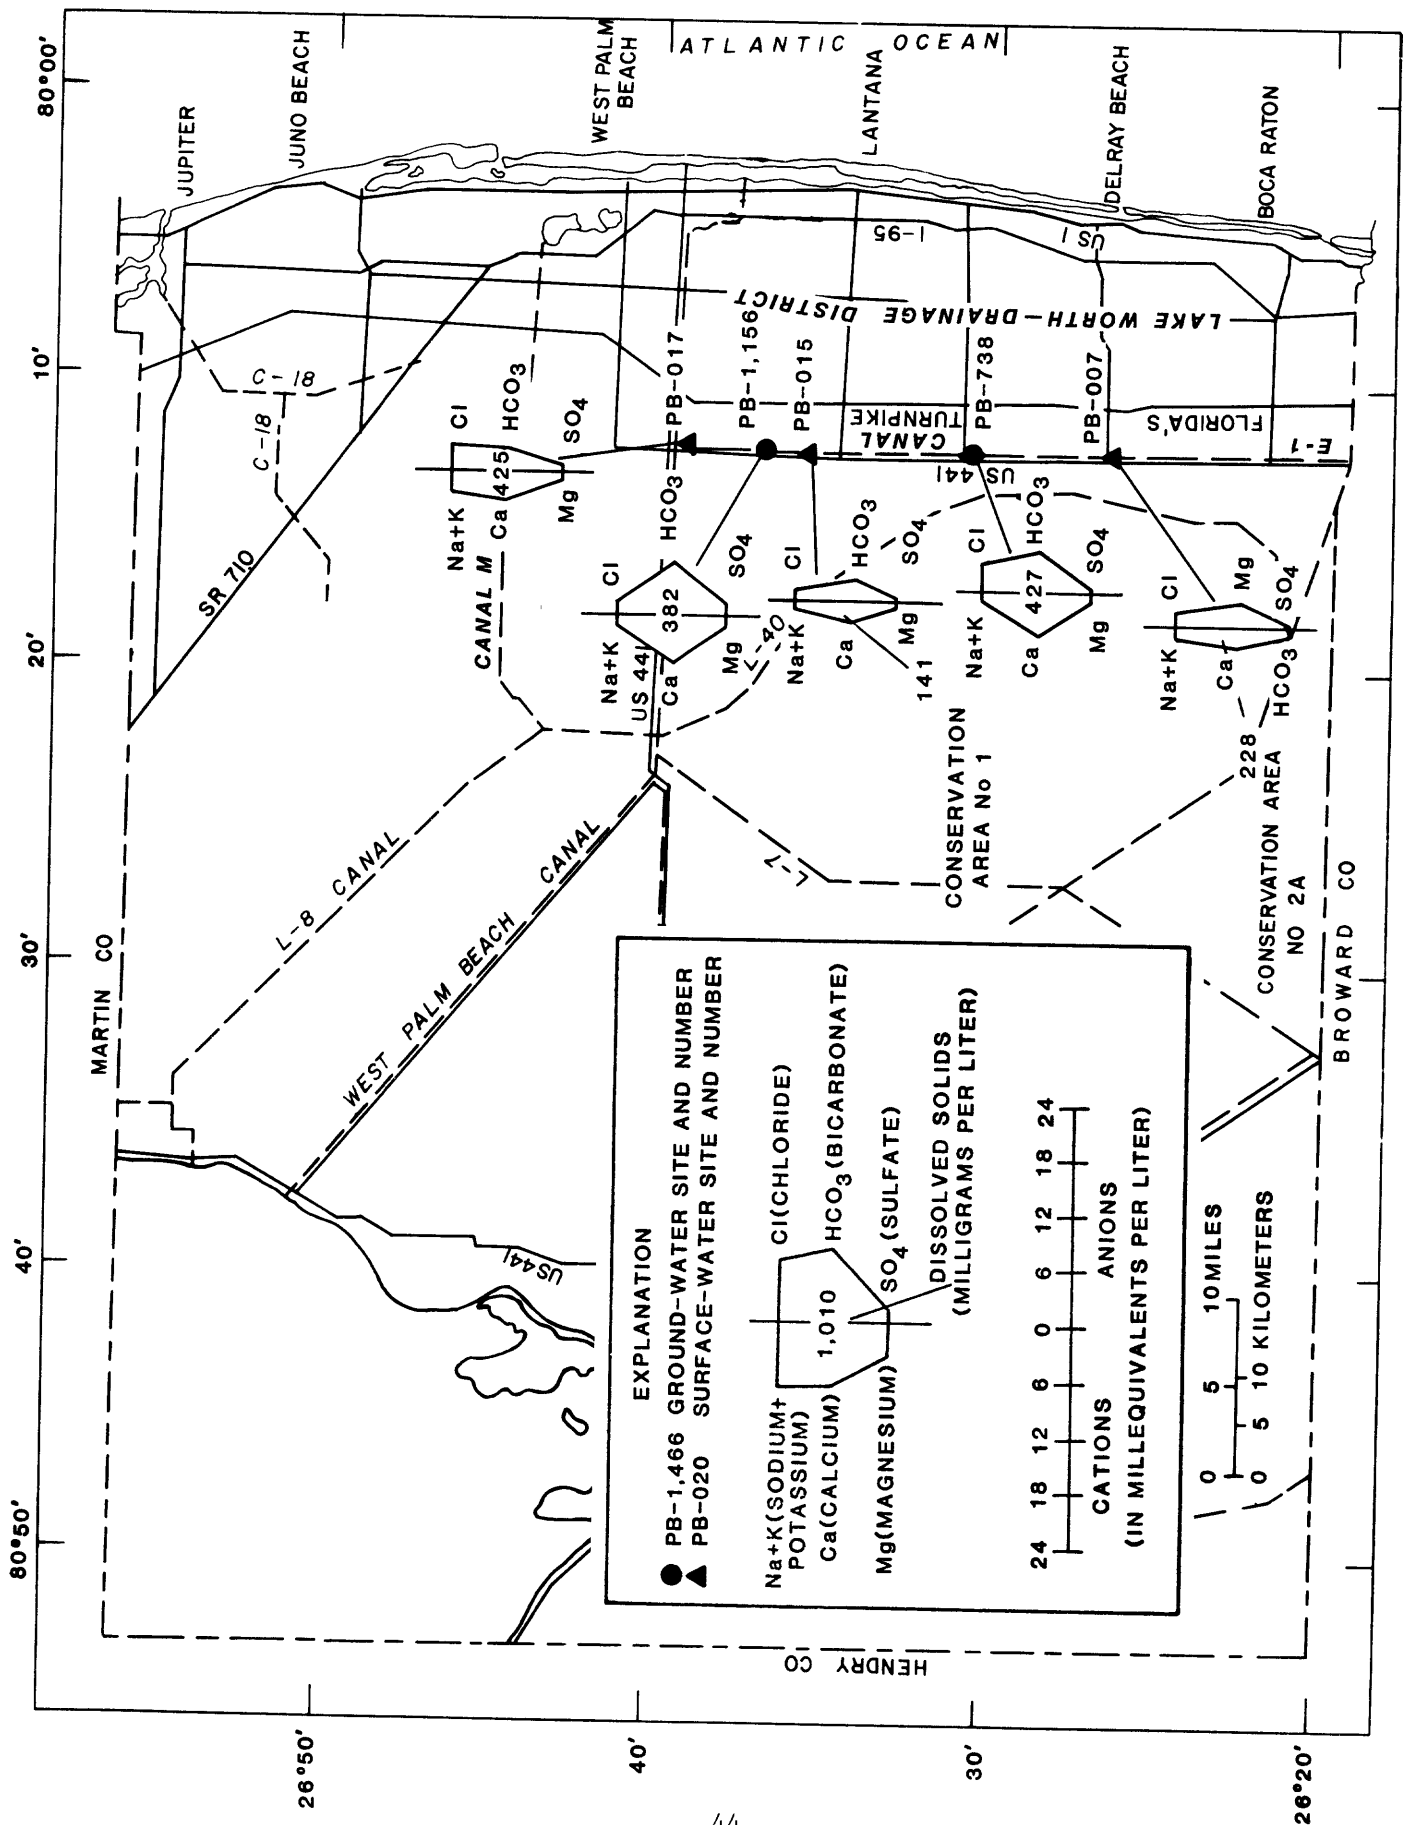 80°50'
40'
30'
20'
10'
80°00'
26°50'
40'
30'
26°20'
MARTIN CO
HENDRY CO
BROWARD CO
ATLANTIC OCEAN
JUPITER
JUNO BEACH
WEST PALM
BEACH
LANTANA
DELRAY BEACH
BOCA RATON
C-18
C-18
SR 710
L-8 CANAL
WEST PALM BEACH CANAL
CANAL M
US 441
US 441
US 441
L-40
L-7
I-95
US 1
LAKE WORTH-DRAINAGE DISTRICT
FLORIDA'S
TURNPIKE
CANAL
E-1
CONSERVATION
AREA No 1
CONSERVATION AREA
NO 2A
PB-017
PB-1,156
PB-015
PB-738
PB-007
Na+K Cl
Ca 425 HCO3
Mg SO4
Na+K Cl
Ca 382 HCO3
Mg SO4
Na+K Cl
Ca HCO3
Mg SO4
141
Na+K Cl
Ca 427 HCO3
Mg SO4
Na+K Cl
Ca Mg
HCO3 SO4
228
EXPLANATION
PB-1,466 GROUND-WATER SITE AND NUMBER
PB-020 SURFACE-WATER SITE AND NUMBER
Na+K(SODIUM+
POTASSIUM)
Cl(CHLORIDE)
Ca(CALCIUM)
1,010
HCO3(BICARBONATE)
Mg(MAGNESIUM)
SO4(SULFATE)
DISSOLVED SOLIDS
(MILLIGRAMS PER LITER)
24 18 12 6 0 6 12 18 24
CATIONS ANIONS
(IN MILLEQUIVALENTS PER LITER)
0 5 10 MILES
0 5 10 KILOMETERS
44